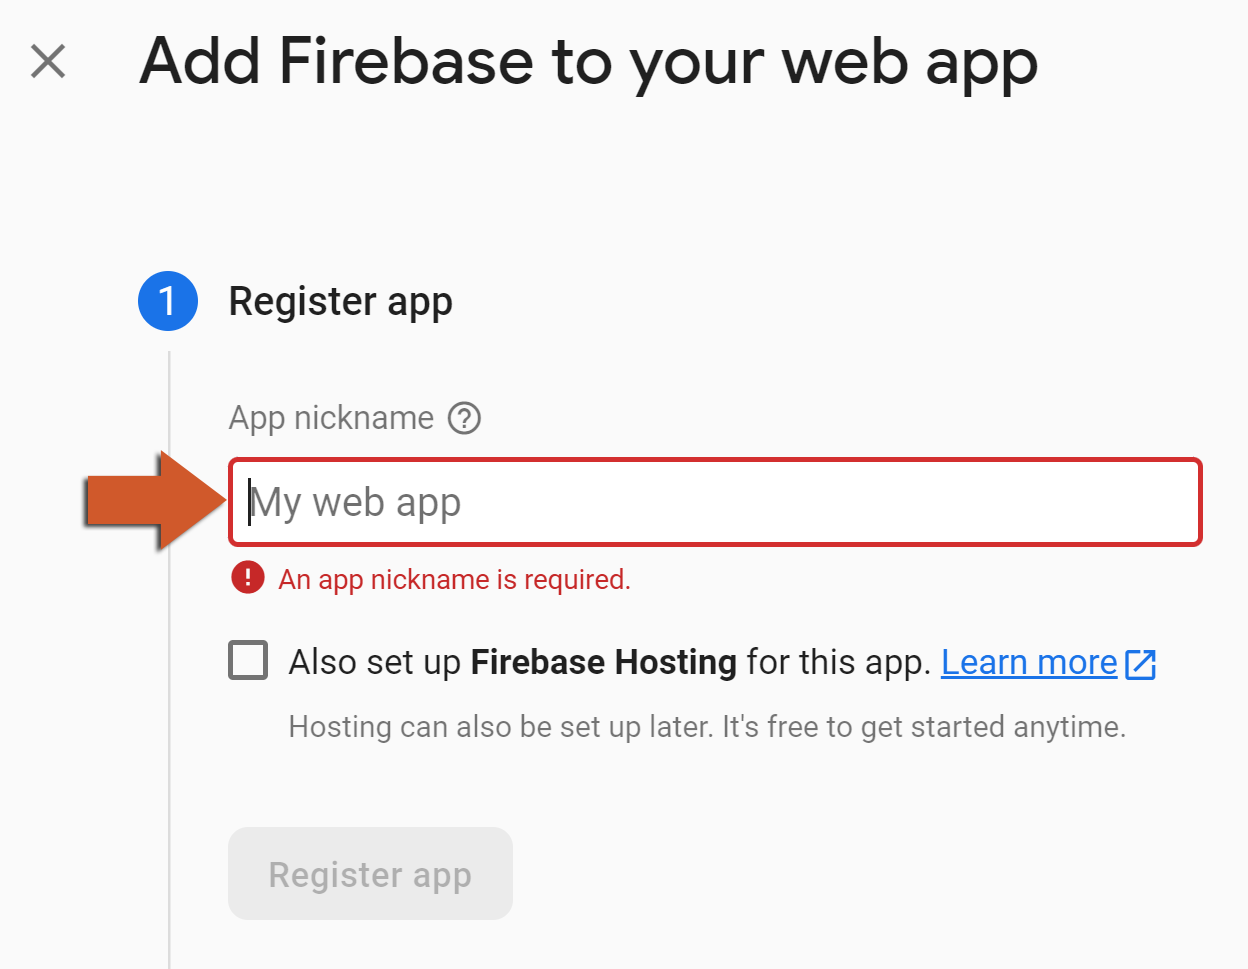 Add Firebase to your web app
1 Register app
App nickname ?
My web app
! An app nickname is required.
Also set up Firebase Hosting for this app. Learn more
Hosting can also be set up later. It's free to get started anytime.
Register app